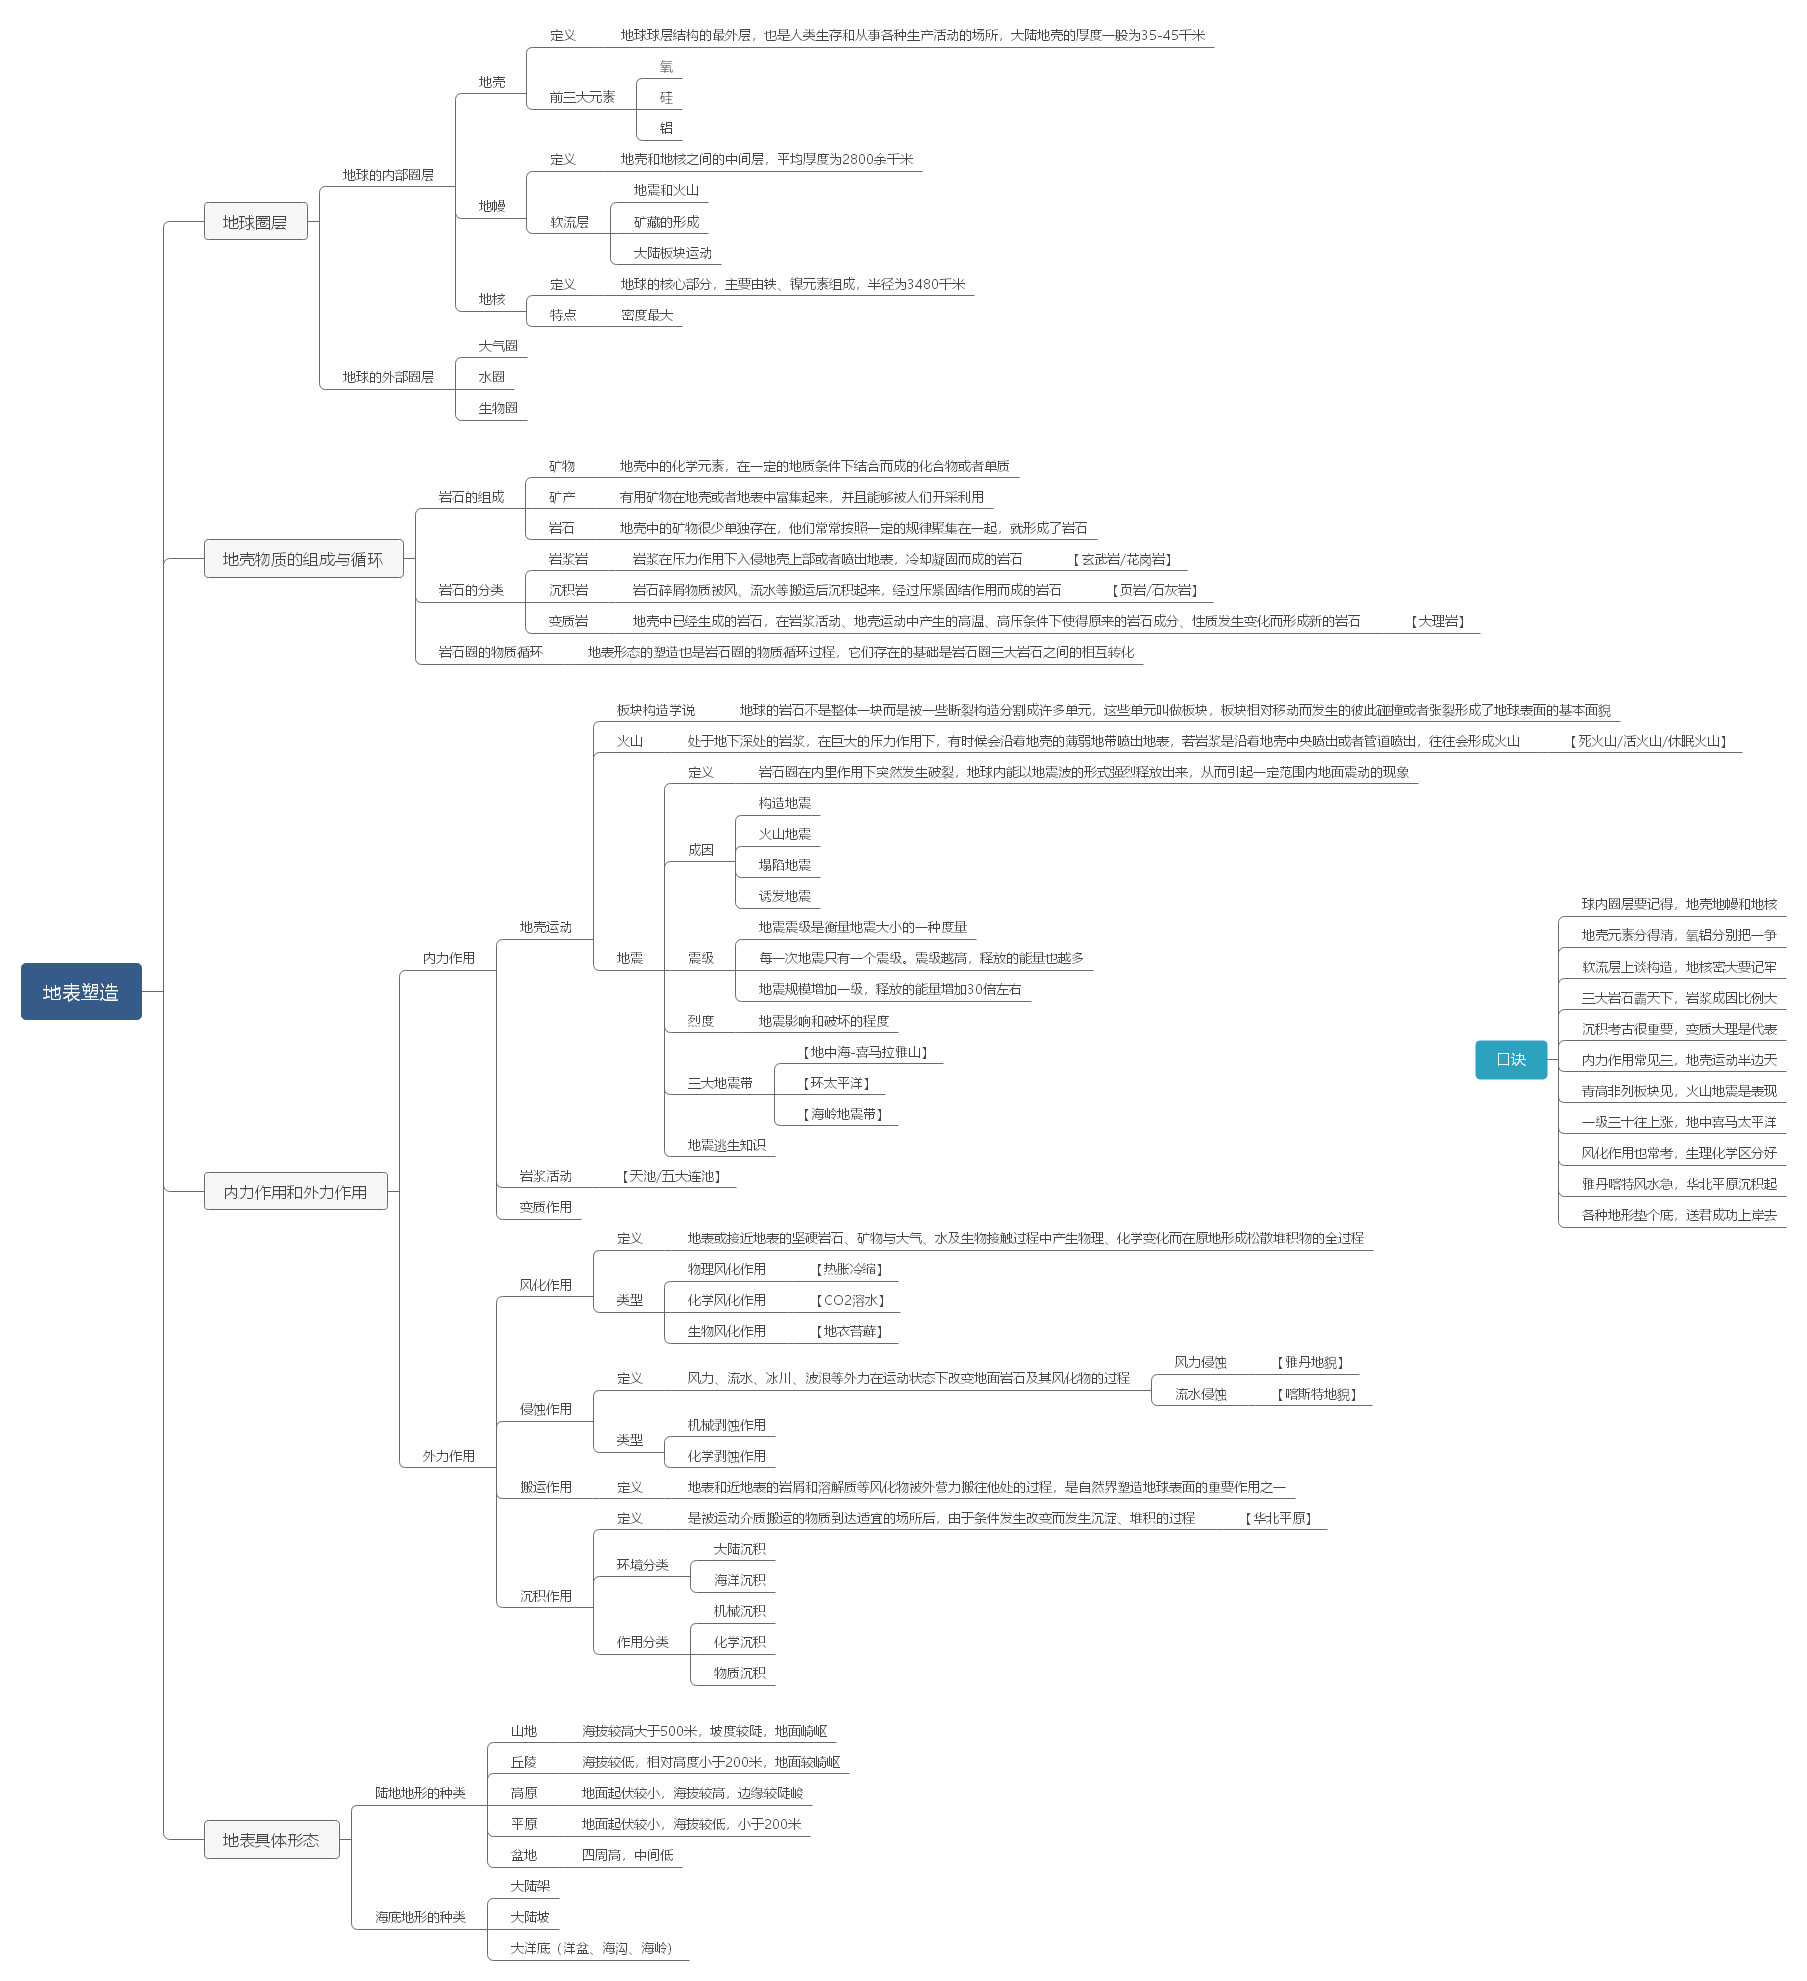 地表塑造
地球圈层
地球的内部圈层
地壳
定义
地球球层结构的最外层，也是人类生存和从事各种生产活动的场所，大陆地壳的厚度一般为35-45千米
前三大元素
氧
硅
铝
地幔
定义
地壳和地核之间的中间层，平均厚度为2800余千米
软流层
地震和火山
矿藏的形成
大陆板块运动
地核
定义
地球的核心部分，主要由铁、镍元素组成，半径为3480千米
特点
密度最大
地球的外部圈层
大气圈
水圈
生物圈
地壳物质的组成与循环
岩石的组成
矿物
地壳中的化学元素，在一定的地质条件下结合而成的化合物或者单质
矿产
有用矿物在地壳或者地表中富集起来，并且能够被人们开采利用
岩石
地壳中的矿物很少单独存在，他们常常按照一定的规律聚集在一起，就形成了岩石
岩石的分类
岩浆岩
岩浆在压力作用下入侵地壳上部或者喷出地表，冷却凝固而成的岩石
【玄武岩/花岗岩】
沉积岩
岩石碎屑物质被风、流水等搬运后沉积起来，经过压紧固结作用而成的岩石
【页岩/石灰岩】
变质岩
地壳中已经生成的岩石，在岩浆活动、地壳运动中产生的高温、高压条件下使得原来的岩石成分、性质发生变化而形成新的岩石
【大理岩】
岩石圈的物质循环
地表形态的塑造也是岩石圈的物质循环过程，它们存在的基础是岩石圈三大岩石之间的相互转化
内力作用和外力作用
内力作用
地壳运动
板块构造学说
地球的岩石不是整体一块而是被一些断裂构造分割成许多单元，这些单元叫做板块，板块相对移动而发生的彼此碰撞或者张裂形成了地球表面的基本面貌
火山
处于地下深处的岩浆，在巨大的压力作用下，有时候会沿着地壳的薄弱地带喷出地表，若岩浆是沿着地壳中央喷出或者管道喷出，往往会形成火山
【死火山/活火山/休眠火山】
地震
定义
岩石圈在内里作用下突然发生破裂，地球内能以地震波的形式强烈释放出来，从而引起一定范围内地面震动的现象
成因
构造地震
火山地震
塌陷地震
诱发地震
震级
地震震级是衡量地震大小的一种度量
每一次地震只有一个震级。震级越高，释放的能量也越多
地震规模增加一级，释放的能量增加30倍左右
烈度
地震影响和破坏的程度
三大地震带
【地中海-喜马拉雅山】
【环太平洋】
【海岭地震带】
地震逃生知识
岩浆活动
【天池/五大连池】
变质作用
外力作用
风化作用
定义
地表或接近地表的坚硬岩石、矿物与大气、水及生物接触过程中产生物理、化学变化而在原地形成松散堆积物的全过程
类型
物理风化作用
【热胀冷缩】
化学风化作用
【CO2溶水】
生物风化作用
【地衣苔藓】
侵蚀作用
定义
风力、流水、冰川、波浪等外力在运动状态下改变地面岩石及其风化物的过程
风力侵蚀
【雅丹地貌】
流水侵蚀
【喀斯特地貌】
类型
机械剥蚀作用
化学剥蚀作用
搬运作用
定义
地表和近地表的岩屑和溶解质等风化物被外营力搬往他处的过程，是自然界塑造地球表面的重要作用之一
沉积作用
定义
是被运动介质搬运的物质到达适宜的场所后，由于条件发生改变而发生沉淀、堆积的过程
【华北平原】
环境分类
大陆沉积
海洋沉积
作用分类
机械沉积
化学沉积
物质沉积
地表具体形态
陆地地形的种类
山地
海拔较高大于500米，坡度较陡，地面崎岖
丘陵
海拔较低，相对高度小于200米，地面较崎岖
高原
地面起伏较小，海拔较高，边缘较陡峻
平原
地面起伏较小，海拔较低，小于200米
盆地
四周高，中间低
海底地形的种类
大陆架
大陆坡
大洋底（洋盆、海沟、海岭）
口诀
球内圈层要记得，地壳地幔和地核
地壳元素分得清，氧铝分别把一争
软流层上谈构造，地核密大要记牢
三大岩石霸天下，岩浆成因比例大
沉积考古很重要，变质大理是代表
内力作用常见三，地壳运动半边天
青高非列板块见，火山地震是表现
一级三十往上涨，地中喜马太平洋
风化作用也常考，生理化学区分好
雅丹喀特风水急，华北平原沉积起
各种地形垫个底，送君成功上岸去